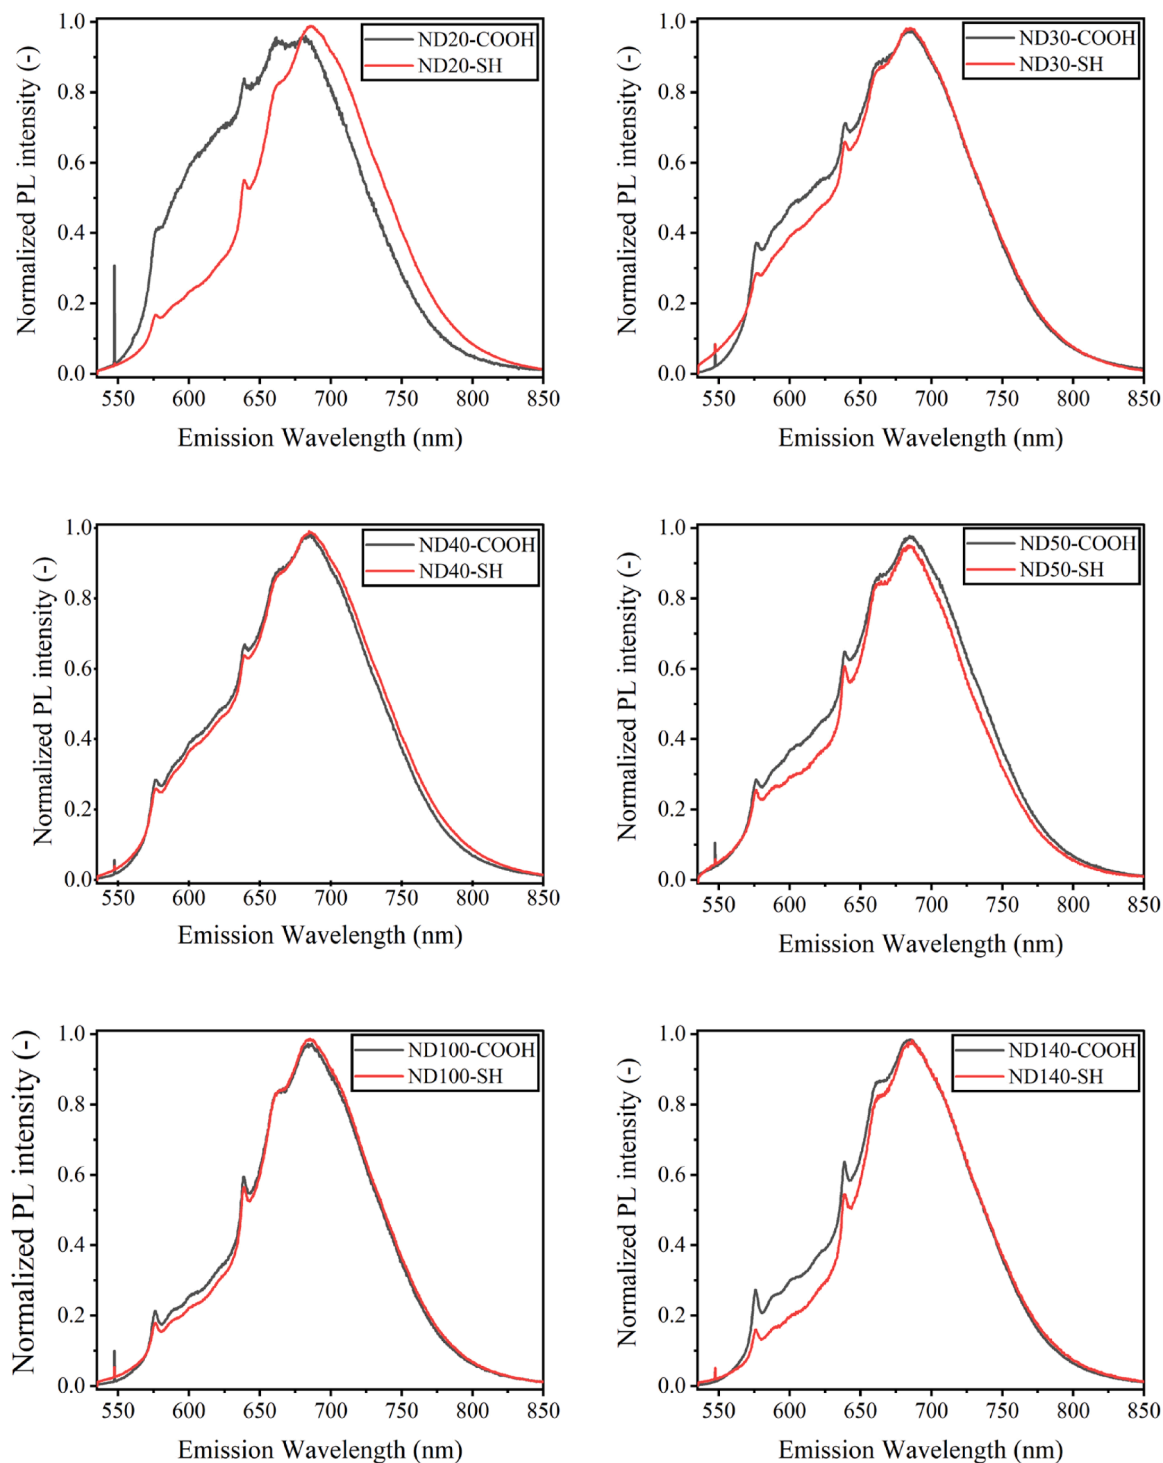 Normalized PL intensity (-)
1.0
0.8
0.6
0.4
0.2
0.0
ND20-COOH
ND20-SH
550 600 650 700 750 800 850
Emission Wavelength (nm)
Normalized PL intensity (-)
1.0
0.8
0.6
0.4
0.2
0.0
ND30-COOH
ND30-SH
550 600 650 700 750 800 850
Emission Wavelength (nm)
Normalized PL intensity (-)
1.0
0.8
0.6
0.4
0.2
0.0
ND40-COOH
ND40-SH
550 600 650 700 750 800 850
Emission Wavelength (nm)
Normalized PL intensity (-)
1.0
0.8
0.6
0.4
0.2
0.0
ND50-COOH
ND50-SH
550 600 650 700 750 800 850
Emission Wavelength (nm)
Normalized PL intensity (-)
1.0
0.8
0.6
0.4
0.2
0.0
ND100-COOH
ND100-SH
550 600 650 700 750 800 850
Emission Wavelength (nm)
Normalized PL intensity (-)
1.0
0.8
0.6
0.4
0.2
0.0
ND140-COOH
ND140-SH
550 600 650 700 750 800 850
Emission Wavelength (nm)